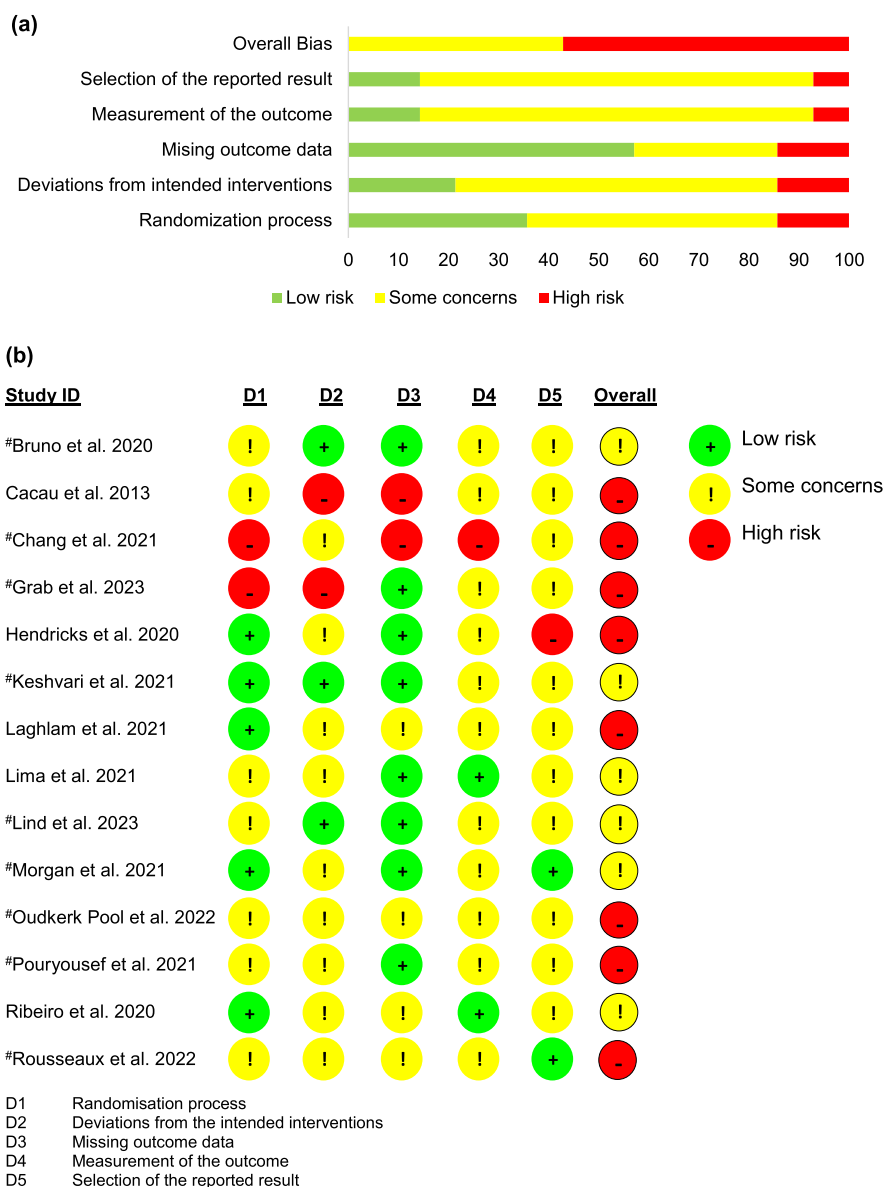 (a)
Overall Bias
Selection of the reported result
Measurement of the outcome
Mising outcome data
Deviations from intended interventions
Randomization process
0 10 20 30 40 50 60 70 80 90 100
Low risk Some concerns High risk
(b)
Study ID D1 D2 D3 D4 D5 Overall
#Bruno et al. 2020 ! + + ! ! !
Cacau et al. 2013 ! - - ! ! -
#Chang et al. 2021 - ! - - ! -
#Grab et al. 2023 - - + ! ! -
Hendricks et al. 2020 + ! + ! - -
#Keshvari et al. 2021 + + + ! ! !
Laghlam et al. 2021 + ! ! ! ! -
Lima et al. 2021 ! ! + + ! !
#Lind et al. 2023 ! + + ! ! !
#Morgan et al. 2021 + ! + ! + !
#Oudkerk Pool et al. 2022 ! ! ! ! ! -
#Pouryousef et al. 2021 ! ! + ! ! -
Ribeiro et al. 2020 + ! ! + ! !
#Rousseaux et al. 2022 ! ! ! ! + -
+ Low risk
! Some concerns
- High risk
D1 Randomisation process
D2 Deviations from the intended interventions
D3 Missing outcome data
D4 Measurement of the outcome
D5 Selection of the reported result